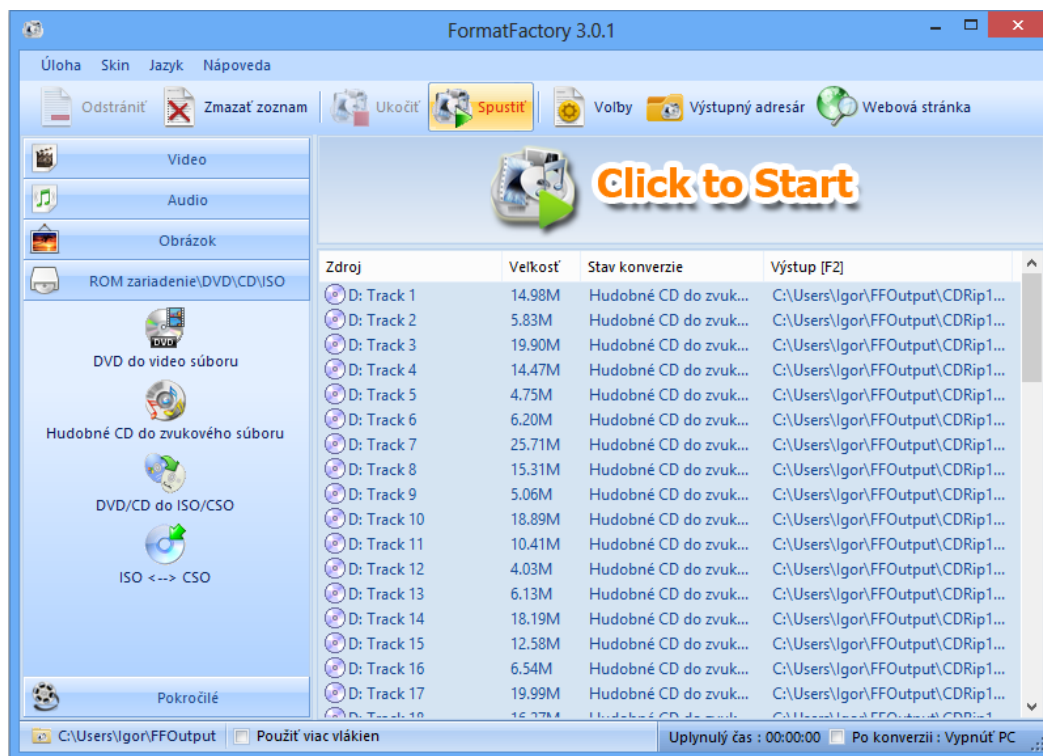 FormatFactory 3.0.1
Úloha Skin Jazyk Nápoveda
Odstrániť Zmazať zoznam Ukočiť Spustiť Voľby Výstupný adresár Webová stránka
Video
Audio
Obrázok
ROM zariadenie\DVD\CD\ISO
DVD
DVD do video súboru
Hudobné CD do zvukového súboru
DVD/CD do ISO/CSO
ISO <--> CSO
Pokročilé
Click to Start
Zdroj Veľkosť Stav konverzie Výstup [F2]
D: Track 1 14.98M Hudobné CD do zvuk... C:\Users\Igor\FFOutput\CDRip1...
D: Track 2 5.83M Hudobné CD do zvuk... C:\Users\Igor\FFOutput\CDRip1...
D: Track 3 19.90M Hudobné CD do zvuk... C:\Users\Igor\FFOutput\CDRip1...
D: Track 4 14.47M Hudobné CD do zvuk... C:\Users\Igor\FFOutput\CDRip1...
D: Track 5 4.75M Hudobné CD do zvuk... C:\Users\Igor\FFOutput\CDRip1...
D: Track 6 6.20M Hudobné CD do zvuk... C:\Users\Igor\FFOutput\CDRip1...
D: Track 7 25.71M Hudobné CD do zvuk... C:\Users\Igor\FFOutput\CDRip1...
D: Track 8 15.31M Hudobné CD do zvuk... C:\Users\Igor\FFOutput\CDRip1...
D: Track 9 5.06M Hudobné CD do zvuk... C:\Users\Igor\FFOutput\CDRip1...
D: Track 10 18.89M Hudobné CD do zvuk... C:\Users\Igor\FFOutput\CDRip1...
D: Track 11 10.41M Hudobné CD do zvuk... C:\Users\Igor\FFOutput\CDRip1...
D: Track 12 4.03M Hudobné CD do zvuk... C:\Users\Igor\FFOutput\CDRip1...
D: Track 13 6.13M Hudobné CD do zvuk... C:\Users\Igor\FFOutput\CDRip1...
D: Track 14 18.19M Hudobné CD do zvuk... C:\Users\Igor\FFOutput\CDRip1...
D: Track 15 12.58M Hudobné CD do zvuk... C:\Users\Igor\FFOutput\CDRip1...
D: Track 16 6.54M Hudobné CD do zvuk... C:\Users\Igor\FFOutput\CDRip1...
D: Track 17 19.99M Hudobné CD do zvuk... C:\Users\Igor\FFOutput\CDRip1...
D: Track 18 16.27M Hudobné CD do zvuk... C:\Users\Igor\FFOutput\CDRip1...
C:\Users\Igor\FFOutput Použiť viac vlákien Uplynulý čas : 00:00:00 Po konverzii : Vypnúť PC